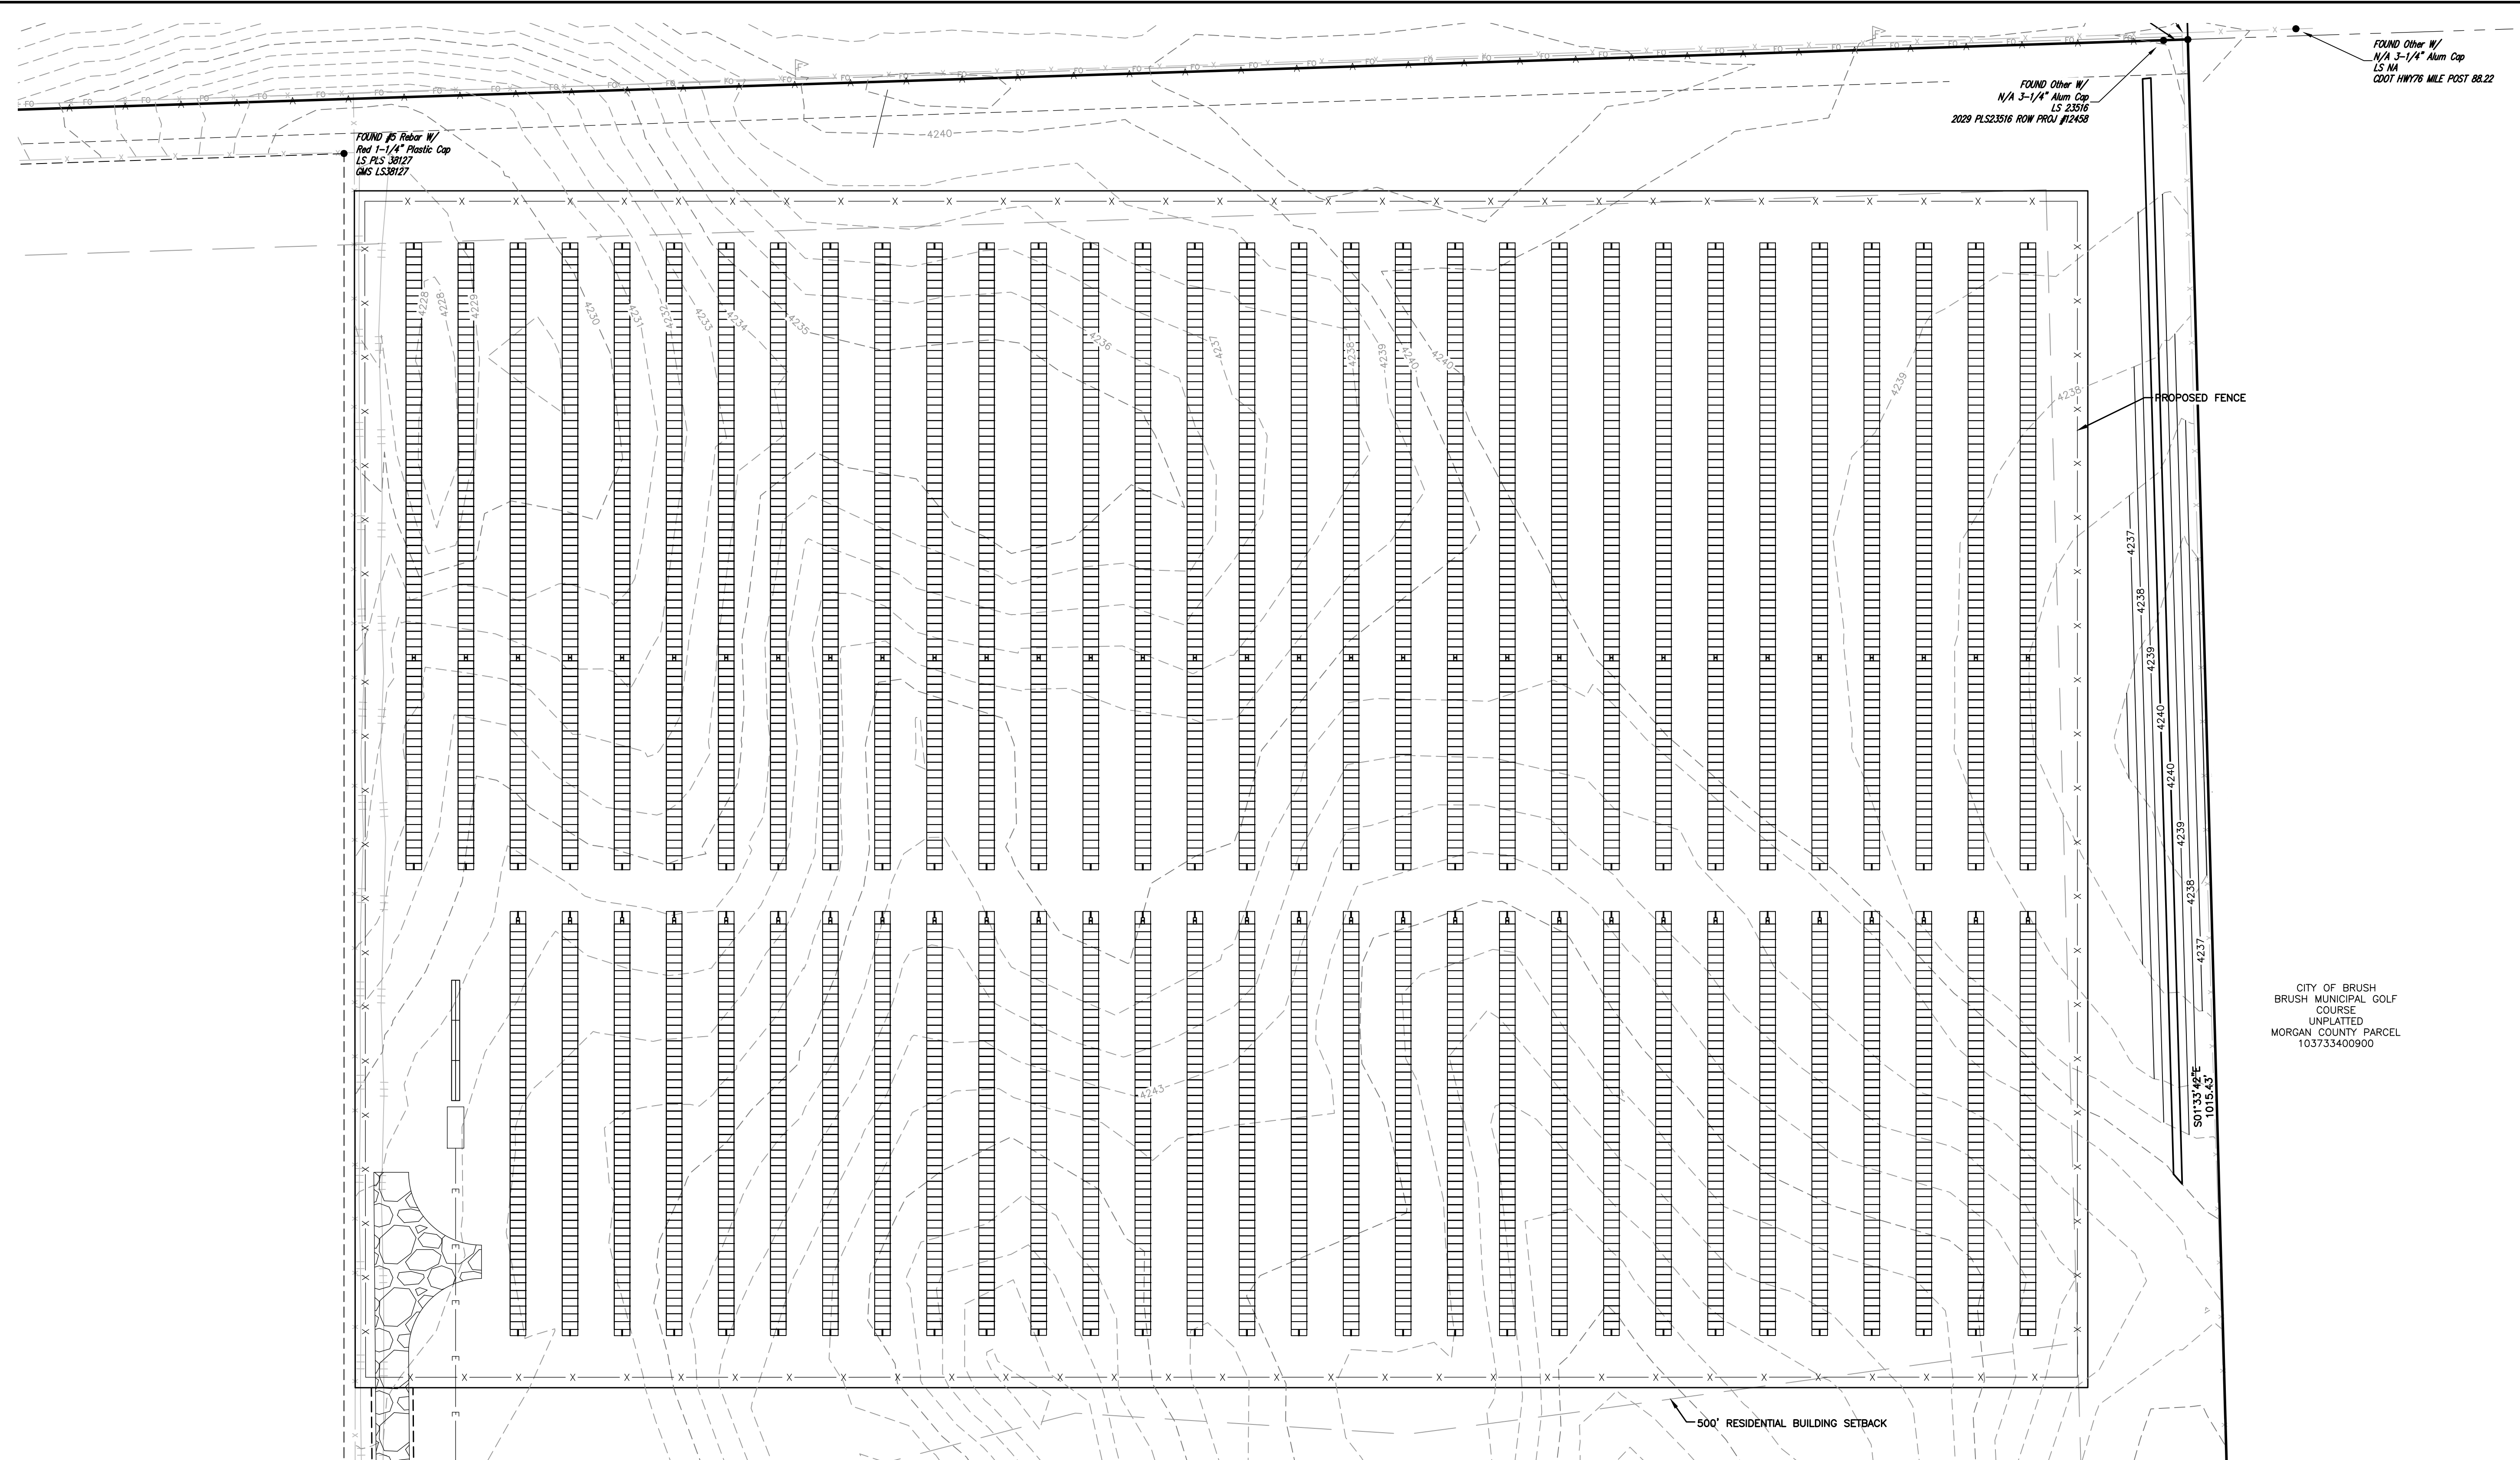 FOUND Other W/
N/A 3-1/4" Alum Cap
LS NA
CDOT HWY76 MILE POST 88.22
FOUND Other W/
N/A 3-1/4" Alum Cap
LS 23516
2029 PLS23516 ROW PROJ #12458
FOUND #5 Rebar W/
Red 1-1/4" Plastic Cap
LS PLS 38127
GMS LS38127
4240
4228
4228
4229
4230
4231
4232
4233
4234
4235
4236
4237
4238
4239
4240
4240
4239
4238
PROPOSED FENCE
4237
4238
4239
4240
4240
4239
4238
4237
CITY OF BRUSH
BRUSH MUNICIPAL GOLF
COURSE
UNPLATTED
MORGAN COUNTY PARCEL
103733400900
S01°33'42"E
1015.43'
4243
E
E
E
E
E
500' RESIDENTIAL BUILDING SETBACK